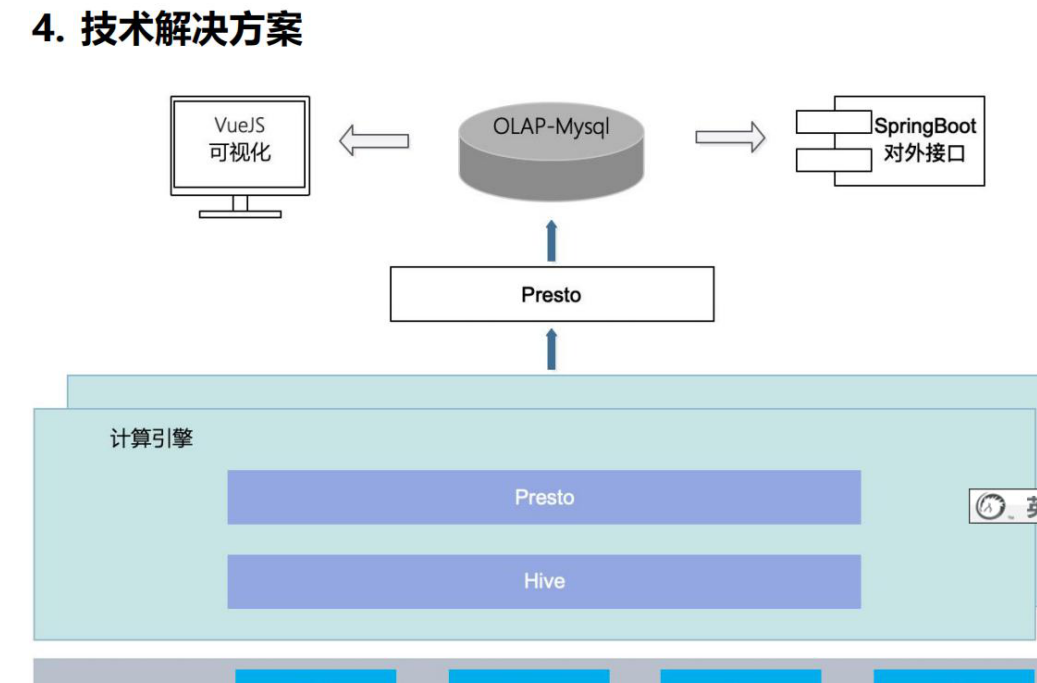 4. 技术解决方案
VueJS
可视化
OLAP-Mysql
SpringBoot
对外接口
Presto
计算引擎
Presto
英
Hive